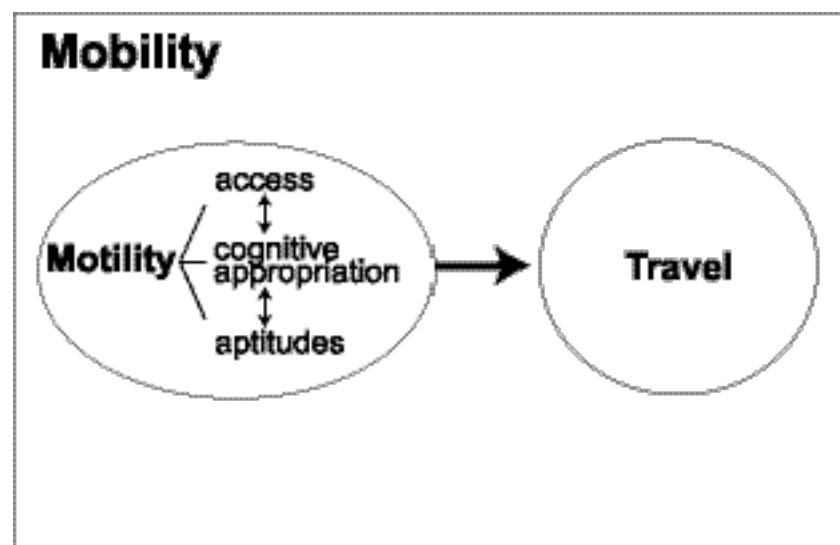 Mobility
access
Motility
cognitive
appropriation
aptitudes
Travel